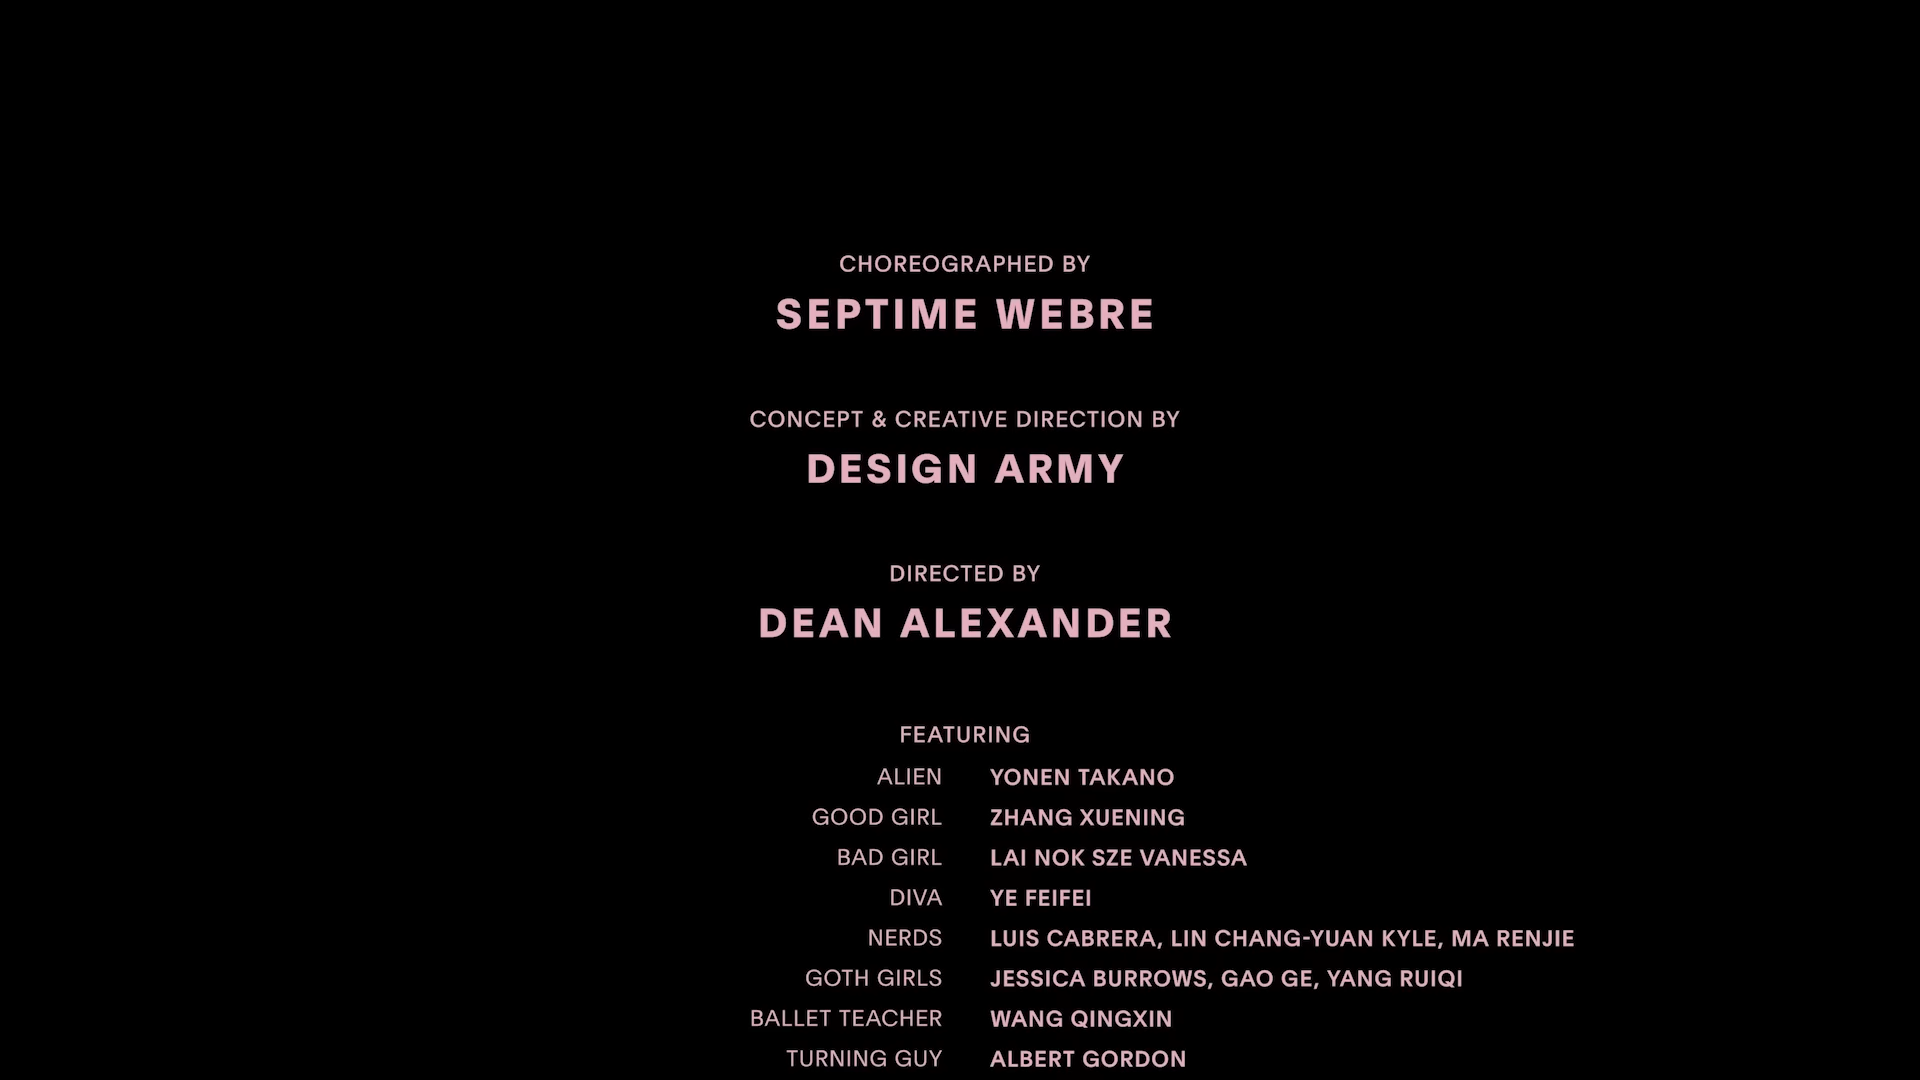 CHOREOGRAPHED BY
SEPTIME WEBRE
CONCEPT & CREATIVE DIRECTION BY
DESIGN ARMY
DIRECTED BY
DEAN ALEXANDER
FEATURING
ALIEN YONEN TAKANO
GOOD GIRL ZHANG XUENING
BAD GIRL LAI NOK SZE VANESSA
DIVA YE FEIFEI
NERDS LUIS CABRERA, LIN CHANG-YUAN KYLE, MA RENJIE
GOTH GIRLS JESSICA BURROWS, GAO GE, YANG RUIQI
BALLET TEACHER WANG QINGXIN
TURNING GUY ALBERT GORDON